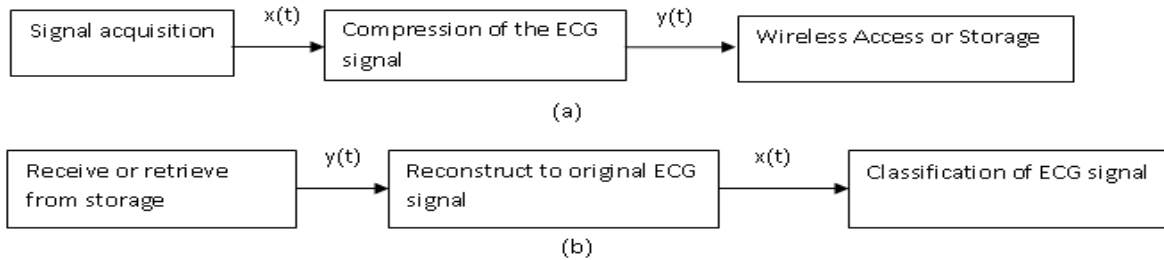 x(t)
y(t)
Signal acquisition
Compression of the ECG
signal
Wireless Access or Storage
(a)
y(t)
x(t)
Receive or retrieve
from storage
Reconstruct to original ECG
signal
Classification of ECG signal
(b)